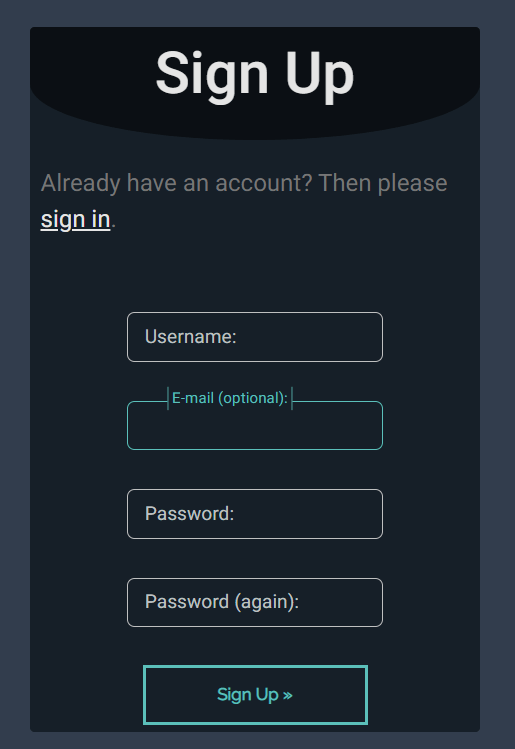 Sign Up
Already have an account? Then please
sign in.
Username:
E-mail (optional):
Password:
Password (again):
Sign Up »